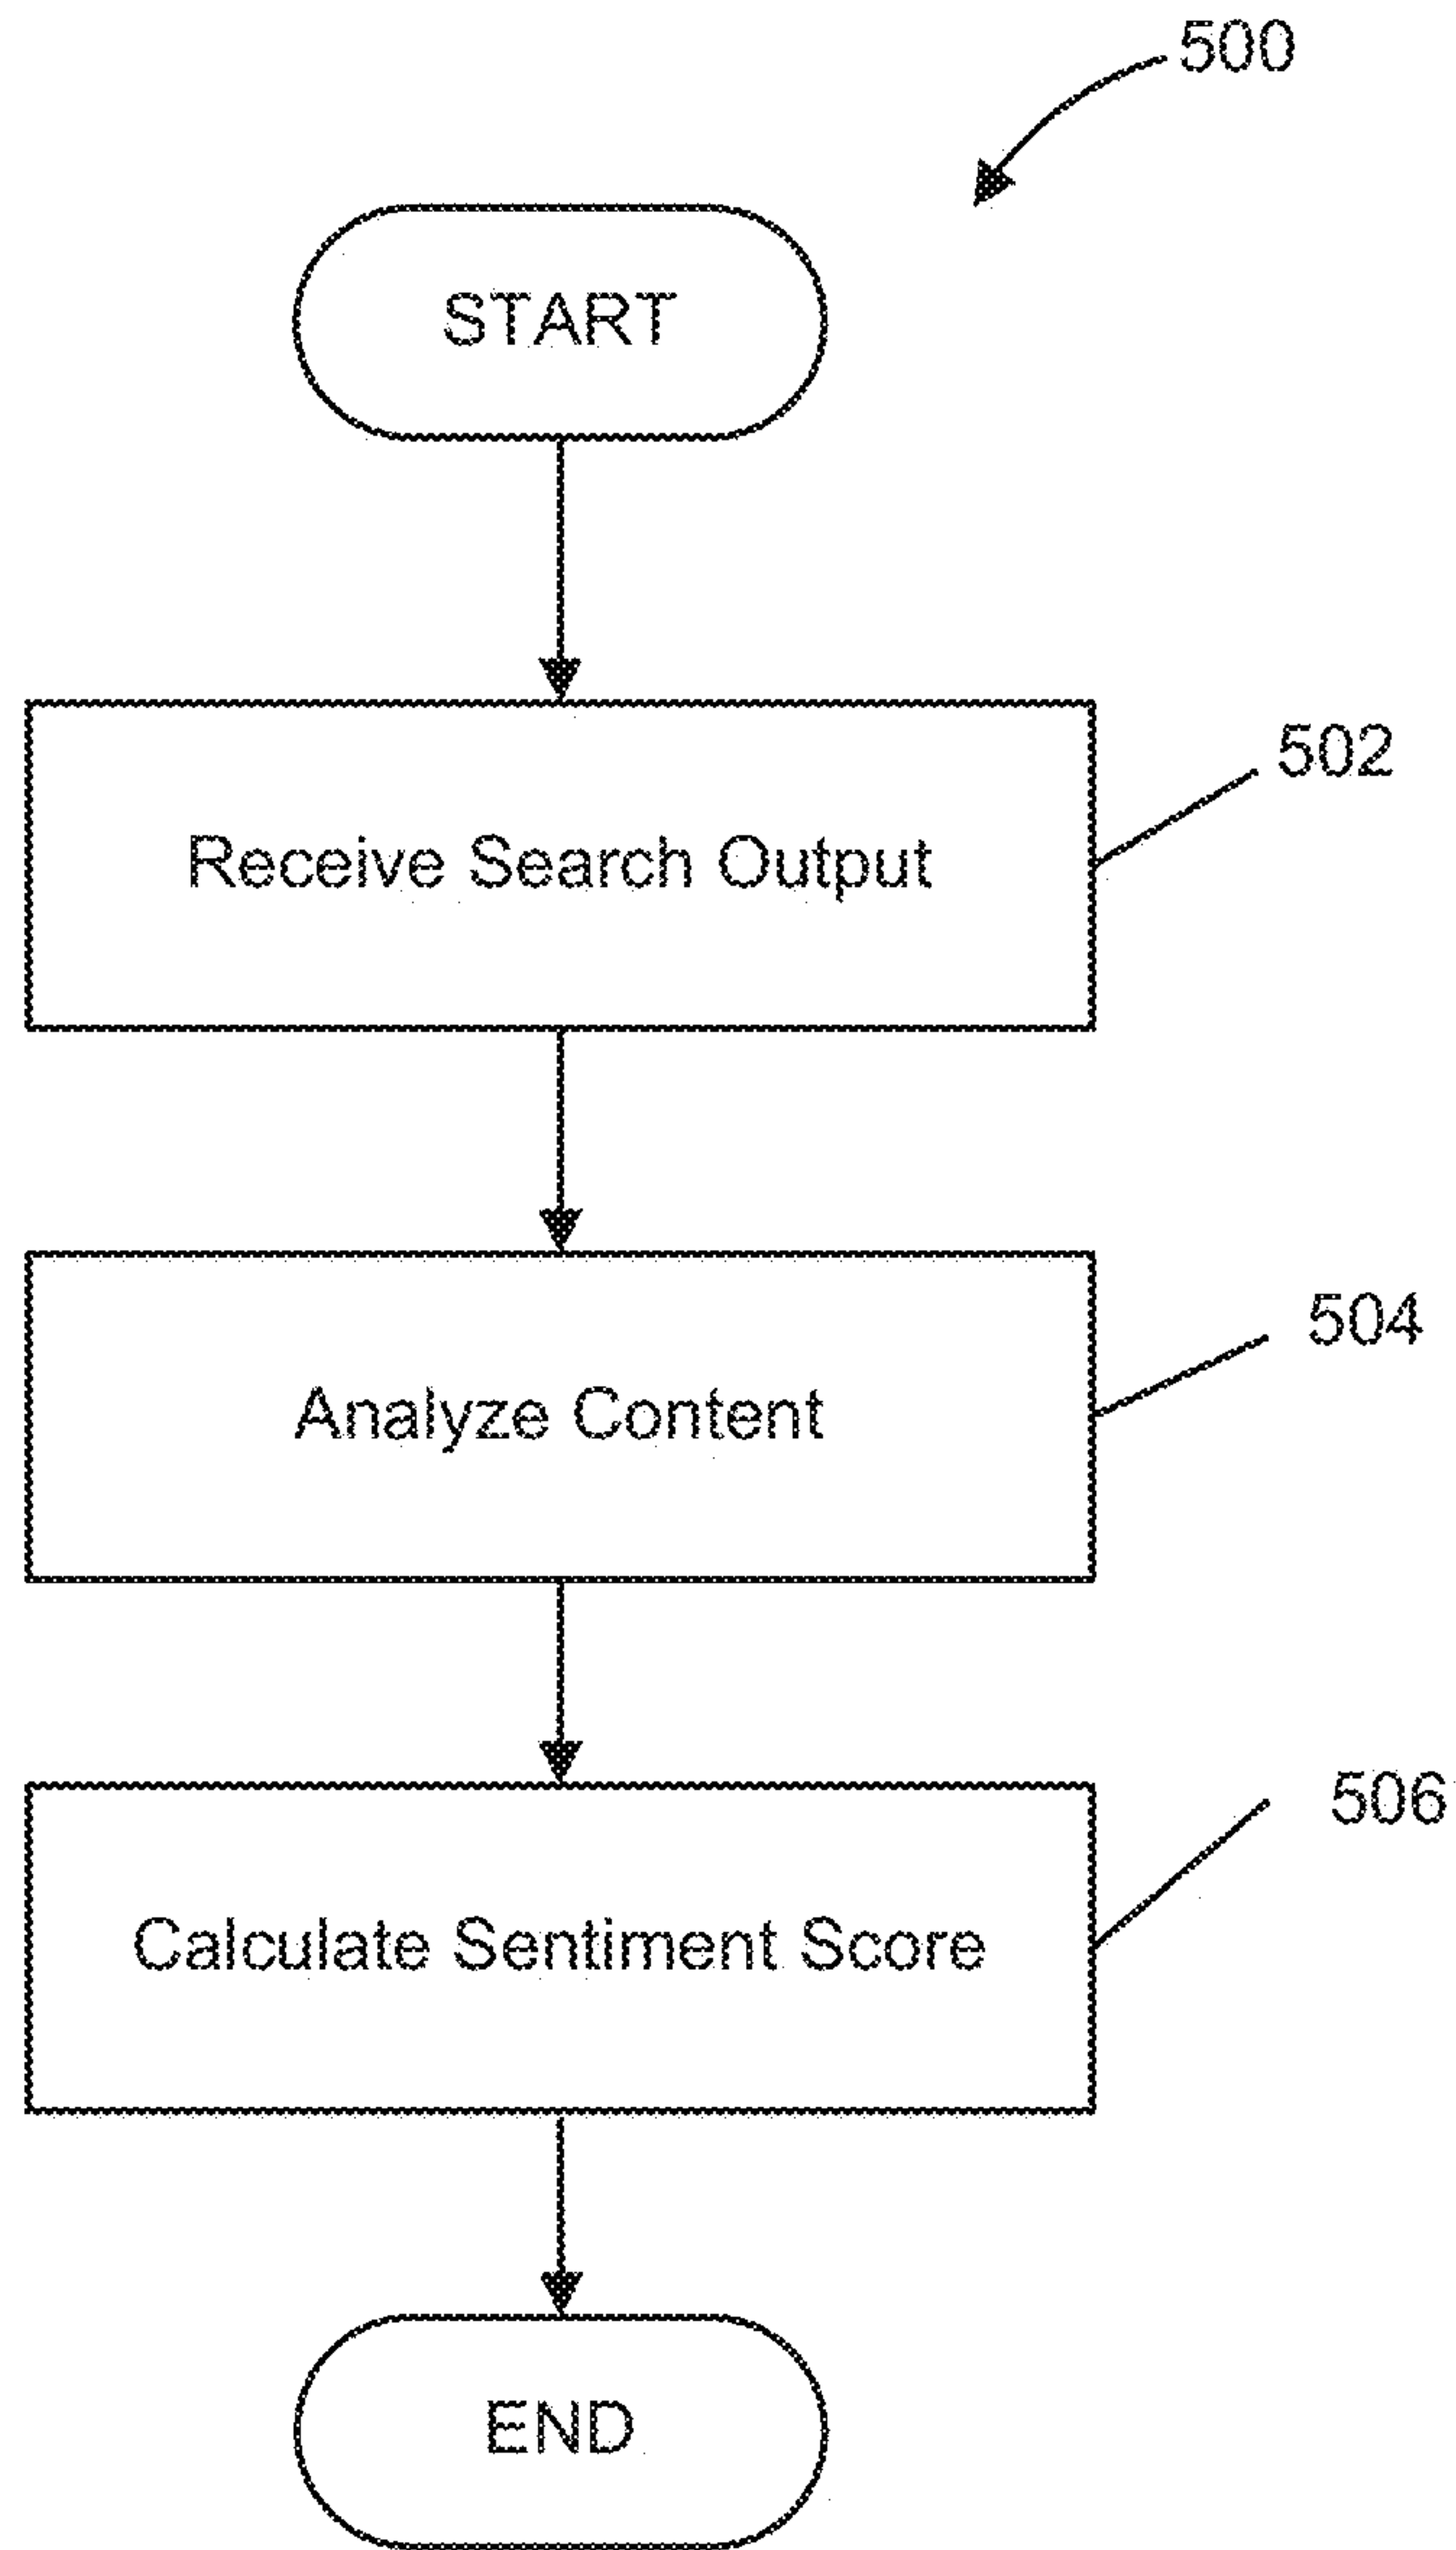 500
START
Receive Search Output
502
Analyze Content
504
Calculate Sentiment Score
506
END